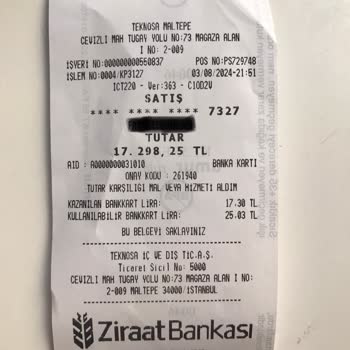 TEKNOSA MALTEPE
CEVIZLI MAH TUGAY YOLU NO:73 MAGAZA ALAN
I NO: 2-009
İŞYERİ NO:000000000560837 POS NO:PS729748
İŞLEM NO:0004/KP3127 03/08/2024-21:51
ICT220 - Ver:363 - C10D2V
SATIŞ
**** **** **** 7327
TUTAR
17.298,25 TL
AID : A0000000031010 BANKA KARTI
ONAY KODU : 261940
TUTAR KARŞILIĞI MAL VEYA HİZMETİ ALDIM
KAZANILAN BANKKART LİRA: 17.30 TL
KULLANILABİLİR BANKKART LİRA: 25.03 TL
BU BELGEYİ SAKLAYINIZ
TEKNOSA İÇ VE DIŞ TİC.A.Ş.
Ticaret Sicil No: 5000
CEVIZLI MAH TUGAY YOLU NO:73 MAGAZA ALAN I NO:
2-009 MALTEPE 34000/İSTANBUL
Ziraat Bankası